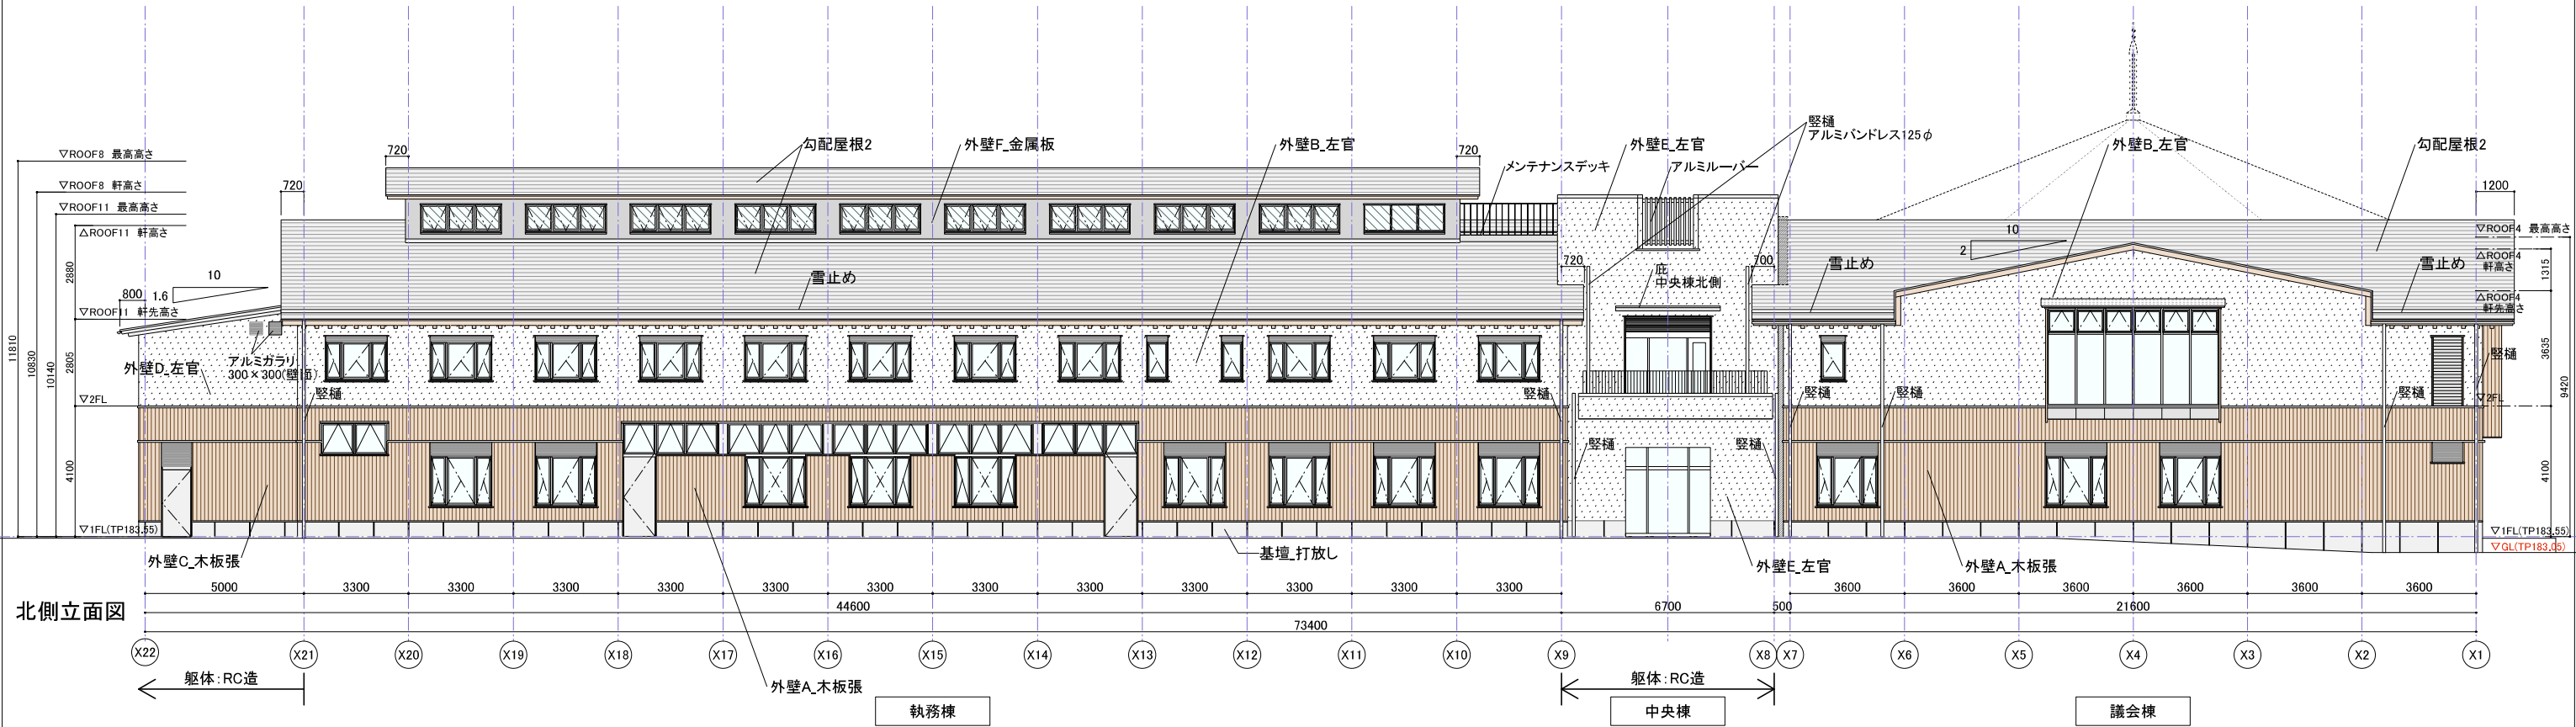 ▽ROOF8 最高高さ
▽ROOF8 軒高さ
▽ROOF11 最高高さ
△ROOF11 軒高さ
▽ROOF11 軒先高さ
▽2FL
▽1FL(TP183.55)
11810
10830
10140
2880
2805
4100
720
720
720
勾配屋根2
外壁F_金属板
外壁B_左官
メンテナンスデッキ
外壁E_左官
アルミルーバー
竪樋
アルミバンドレス125φ
外壁B_左官
勾配屋根2
1200
10
1.6
800
雪止め
720
700
庇
中央棟北側
雪止め
10
2
雪止め
▽ROOF4 最高高さ
△ROOF4
軒高さ
△ROOF4
軒先高さ
1315
3635
9420
4100
アルミガラリ
300×300(壁面)
外壁D_左官
竪樋
竪樋
竪樋
竪樋
竪樋
竪樋
竪樋
竪樋
▽2FL
▽1FL(TP183.55)
▽GL(TP183.05)
外壁C_木板張
基壇_打放し
外壁E_左官
外壁A_木板張
外壁A_木板張
5000
3300
3300
3300
3300
3300
3300
3300
3300
3300
3300
3300
3300
3600
3600
3600
3600
3600
3600
44600
6700
500
21600
73400
北側立面図
X22
X21
X20
X19
X18
X17
X16
X15
X14
X13
X12
X11
X10
X9
X8
X7
X6
X5
X4
X3
X2
X1
躯体：RC造
躯体：RC造
執務棟
中央棟
議会棟